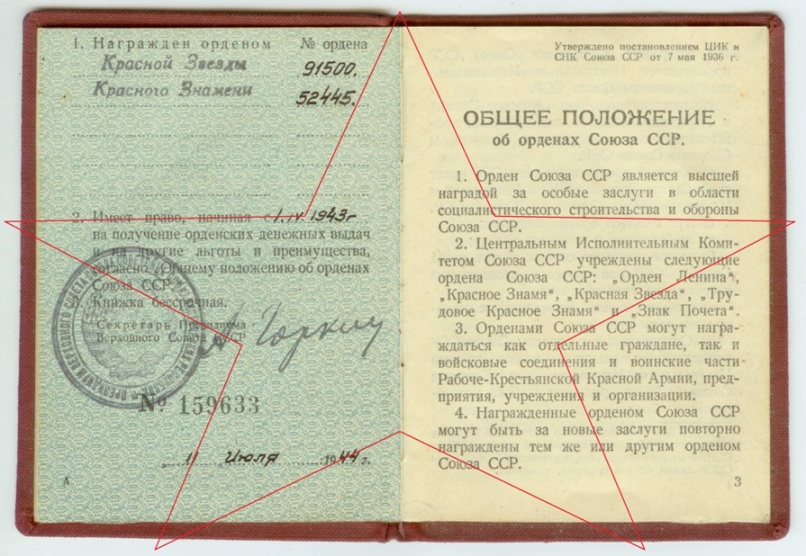 1. Награжден орденом № ордена
Красной Звезды 91500.
Красного Знамени 52445.
2. Имеет право, начиная с 1.IV.1943г
на получение орденских денежных выдач
и на другие льготы и преимущества,
согласно „Общему положению об орденах
Союза ССР“.
Книжка бессрочная.
Секретарь Президиума
Верховного Совета СССР
А Горкин
№ 159633
11 Июля 1944 г.
А
Утверждено постановлением ЦИК и
СНК Союза ССР от 7 мая 1936 г.
ОБЩЕЕ ПОЛОЖЕНИЕ
об орденах Союза ССР.
1. Орден Союза ССР является высшей
наградой за особые заслуги в области
социалистического строительства и обороны
Союза ССР.
2. Центральным Исполнительным Коми-
тетом Союза ССР учреждены следующие
ордена Союза ССР: „Орден Ленина“,
„Красное Знамя“, „Красная Звезда“, „Тру-
довое Красное Знамя“ и „Знак Почета“.
3. Орденами Союза ССР могут награ-
ждаться как отдельные граждане, так и
войсковые соединения и воинские части
Рабоче-Крестьянской Красной Армии, пред-
приятия, учреждения и организации.
4. Награжденные орденом Союза ССР
могут быть за новые заслуги повторно
награждены тем же или другим орденом
Союза ССР.
3